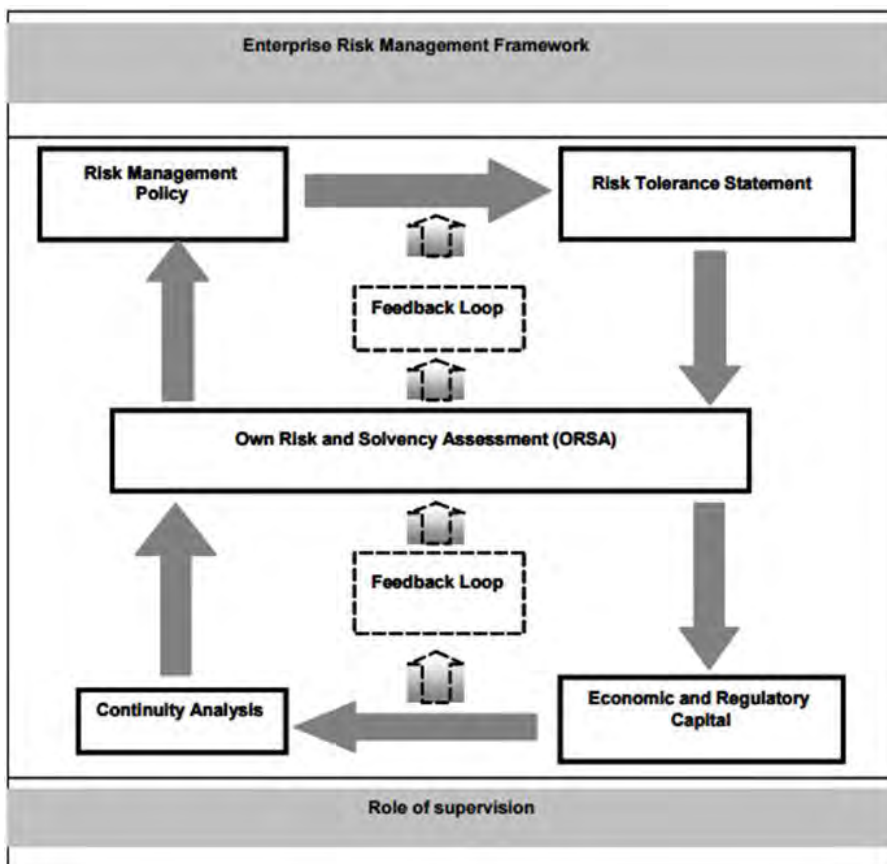 Enterprise Risk Management Framework
Risk Management
Policy
Risk Tolerance Statement
Feedback Loop
Own Risk and Solvency Assessment (ORSA)
Feedback Loop
Continuity Analysis
Economic and Regulatory
Capital
Role of supervision